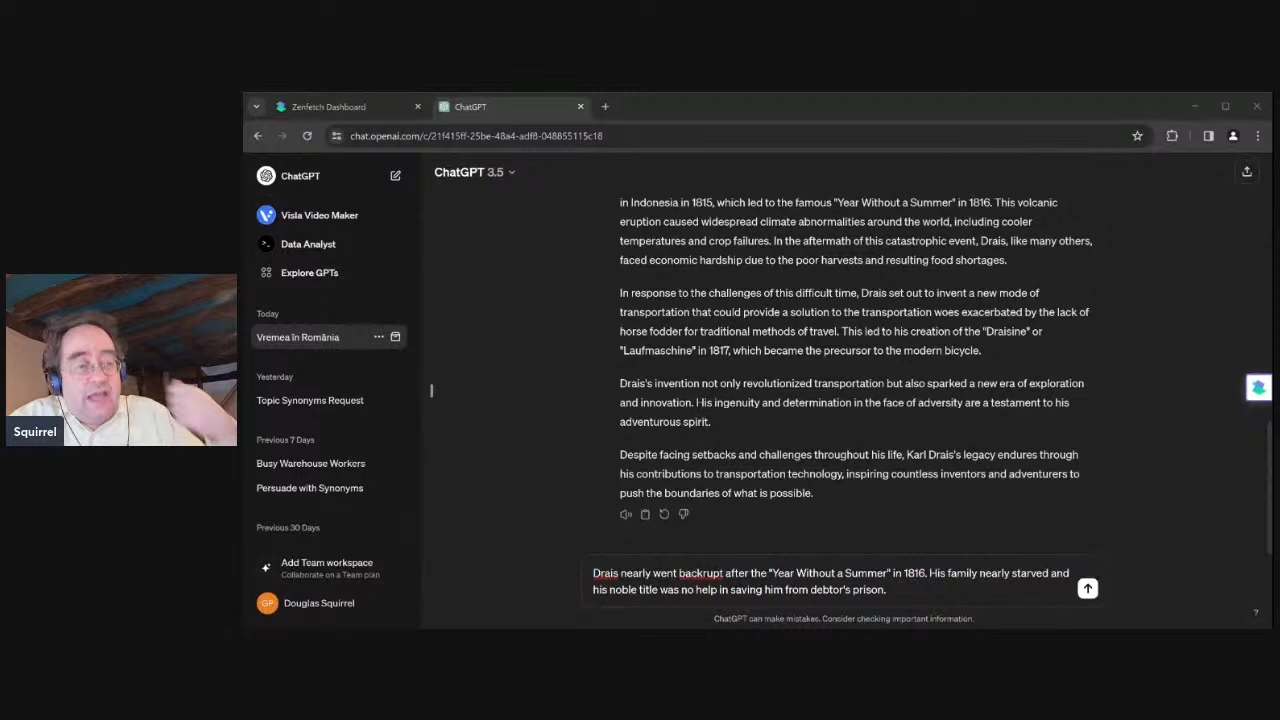 Zenfetch Dashboard
ChatGPT
chat.openai.com/c/21f415ff-25be-48a4-adf8-048855115c18
ChatGPT
ChatGPT 3.5
Visla Video Maker
Data Analyst
Explore GPTs
Today
Vremea în România
Yesterday
Topic Synonyms Request
Previous 7 Days
Busy Warehouse Workers
Persuade with Synonyms
Previous 30 Days
Add Team workspace
Collaborate on a Team plan
GP
Douglas Squirrel
Squirrel
in Indonesia in 1815, which led to the famous "Year Without a Summer" in 1816. This volcanic
eruption caused widespread climate abnormalities around the world, including cooler
temperatures and crop failures. In the aftermath of this catastrophic event, Drais, like many others,
faced economic hardship due to the poor harvests and resulting food shortages.
In response to the challenges of this difficult time, Drais set out to invent a new mode of
transportation that could provide a solution to the transportation woes exacerbated by the lack of
horse fodder for traditional methods of travel. This led to his creation of the "Draisine" or
"Laufmaschine" in 1817, which became the precursor to the modern bicycle.
Drais's invention not only revolutionized transportation but also sparked a new era of exploration
and innovation. His ingenuity and determination in the face of adversity are a testament to his
adventurous spirit.
Despite facing setbacks and challenges throughout his life, Karl Drais's legacy endures through
his contributions to transportation technology, inspiring countless inventors and adventurers to
push the boundaries of what is possible.
Drais nearly went backrupt after the "Year Without a Summer" in 1816. His family nearly starved and
his noble title was no help in saving him from debtor's prison.
ChatGPT can make mistakes. Consider checking important information.
?